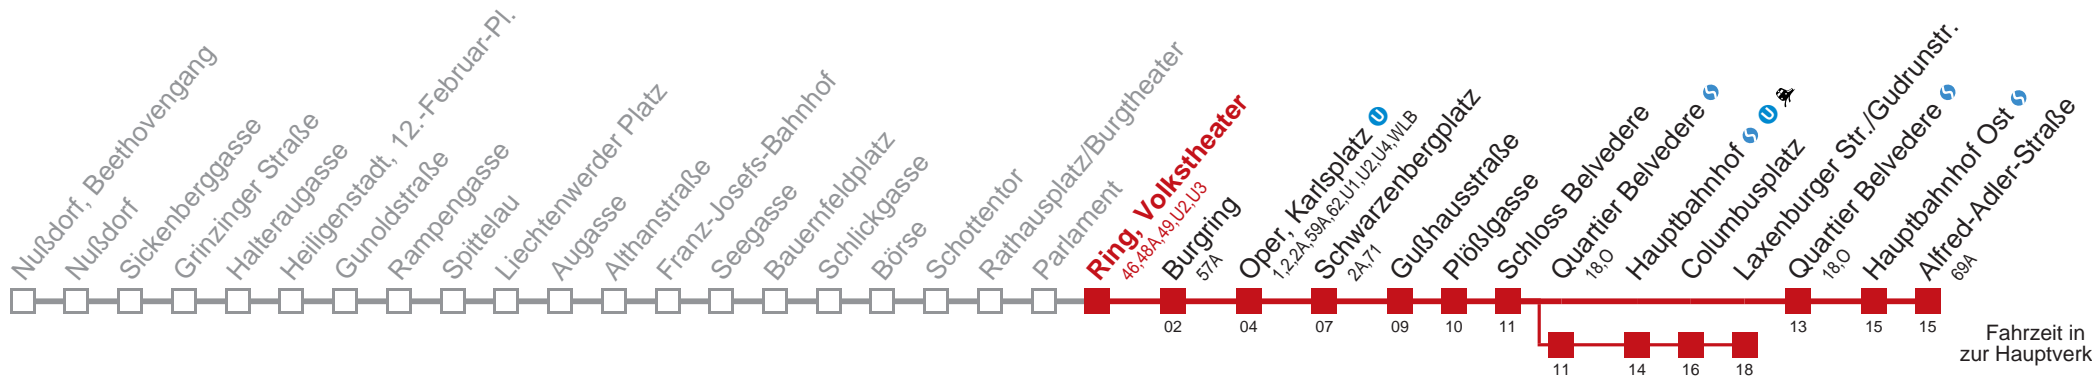 Nußdorf, Beethovengang
Nußdorf
Sickenberggasse
Grinzinger Straße
Halteraugasse
Heiligenstadt, 12.-Februar-Pl.
Gunoldstraße
Rampengasse
Spittelau
Liechtenwerder Platz
Augasse
Althanstraße
Franz-Josefs-Bahnhof
Seegasse
Bauernfeldplatz
Schlickgasse
Börse
Schottentor
Rathausplatz/Burgtheater
Parlament
Ring, Volkstheater
46,48A,49,U2,U3
Burgring
57A
Oper, Karlsplatz U
1,2,2A,59A,62,U1,U2,U4,WLB
Schwarzenbergplatz
2A,71
Gußhausstraße
Plößlgasse
Schloss Belvedere
Quartier Belvedere
18,O
Hauptbahnhof U
Columbusplatz
Laxenburger Str./Gudrunstr.
Quartier Belvedere
18,O
Hauptbahnhof Ost
Alfred-Adler-Straße
69A
02
04
07
09
10
11
13
15
15
11
14
16
18
Fahrzeit in
zur Hauptverk